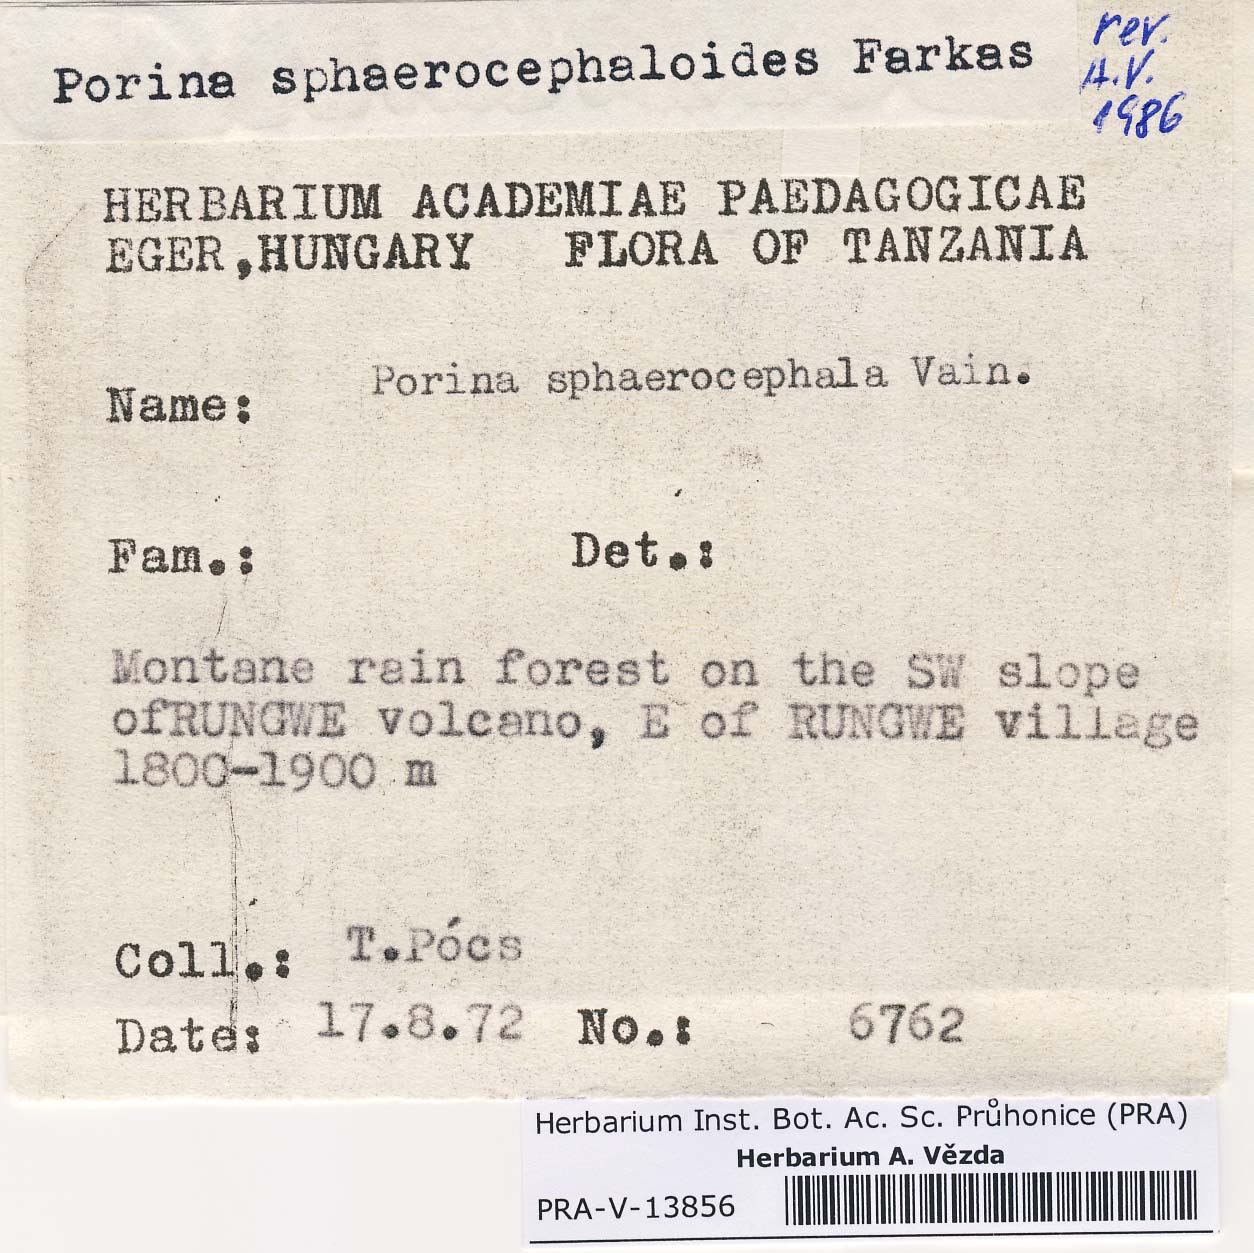 Porina sphaerocephaloides Farkas
rev.
A.V.
1986
HERBARIUM ACADEMIAE PAEDAGOGICAE
EGER,HUNGARY FLORA OF TANZANIA
Name: Porina sphaerocephala Vain.
Fam.: Det.:
Montane rain forest on the SW slope
ofRUNGWE volcano, E of RUNGWE village
1800-1900 m
Coll.: T.Pócs
Date: 17.8.72 No.: 6762
Herbarium Inst. Bot. Ac. Sc. Průhonice (PRA)
Herbarium A. Vězda
PRA-V-13856